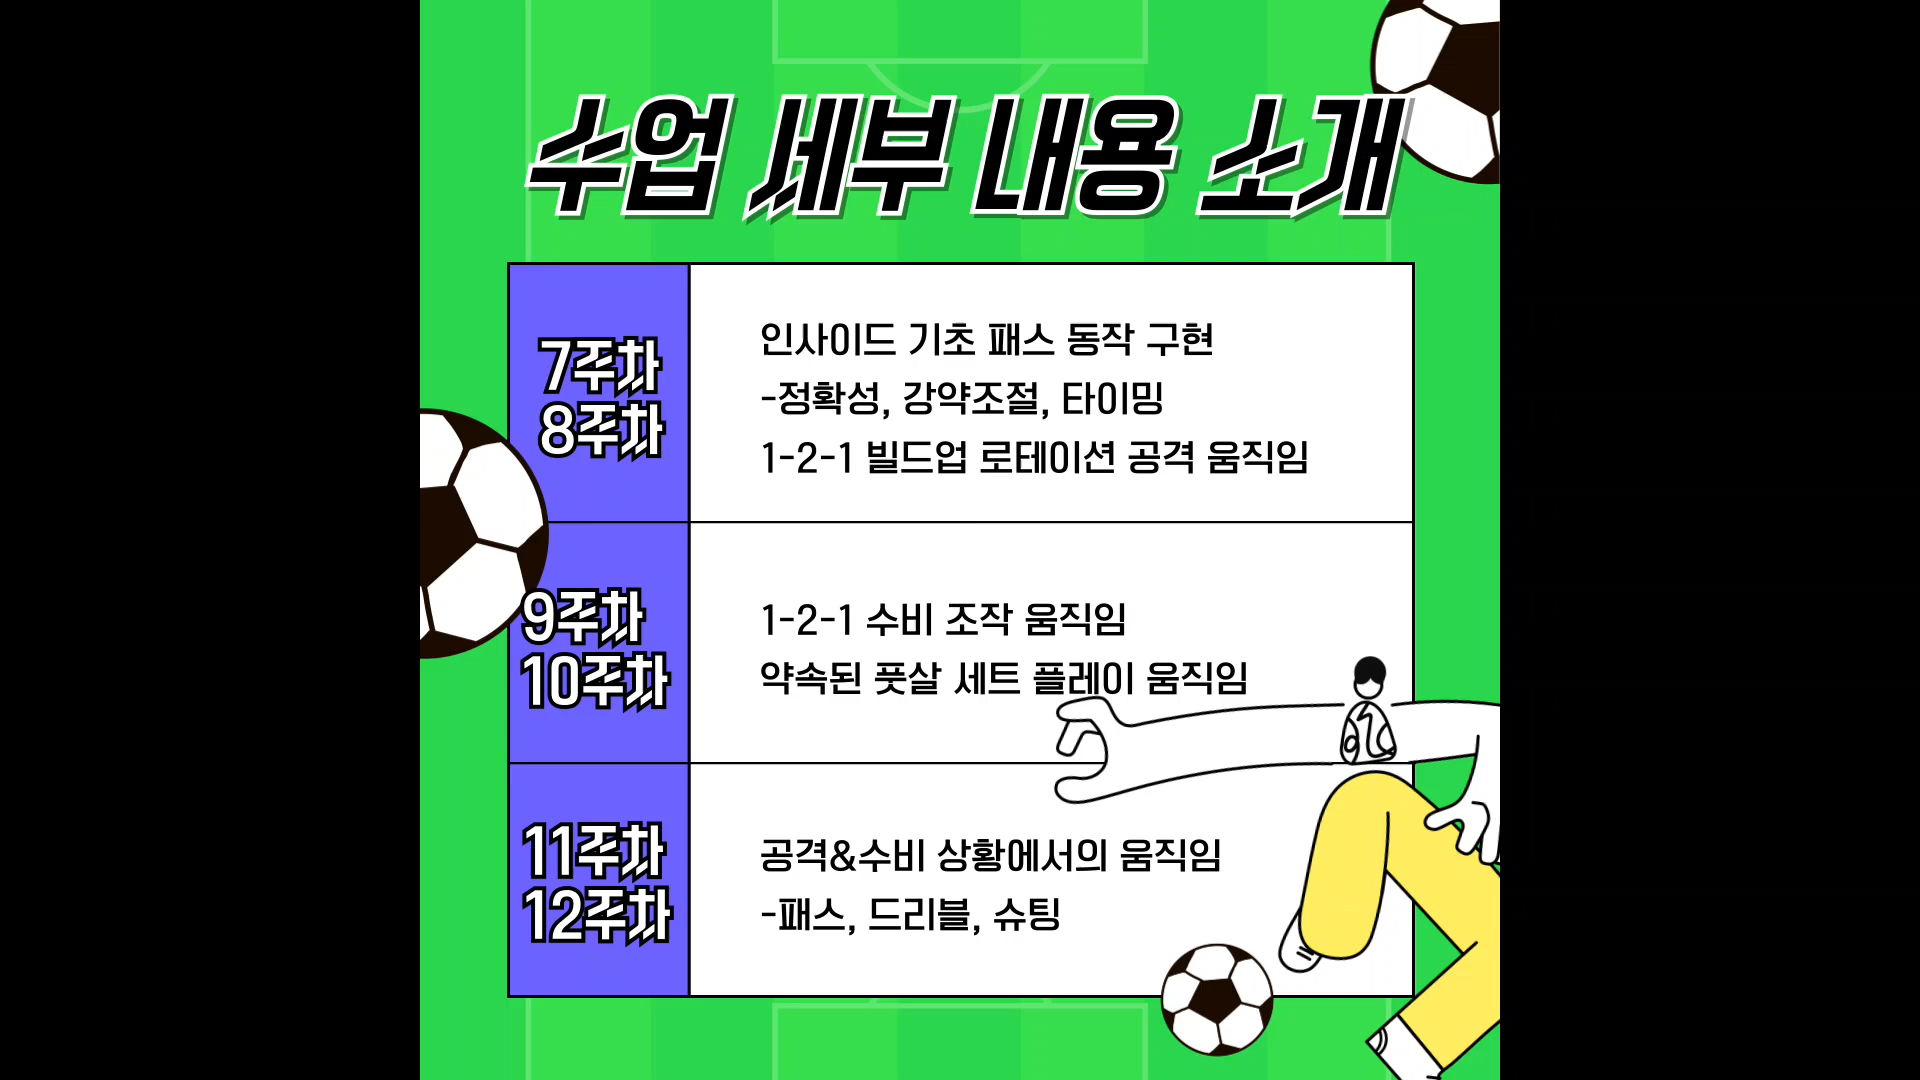 수업 세부 내용 소개
7주차
8주차
인사이드 기초 패스 동작 구현
-정확성, 강약조절, 타이밍
1-2-1 빌드업 로테이션 공격 움직임
9주차
10주차
1-2-1 수비 조작 움직임
약속된 풋살 세트 플레이 움직임
11주차
12주차
공격&수비 상황에서의 움직임
-패스, 드리블, 슈팅